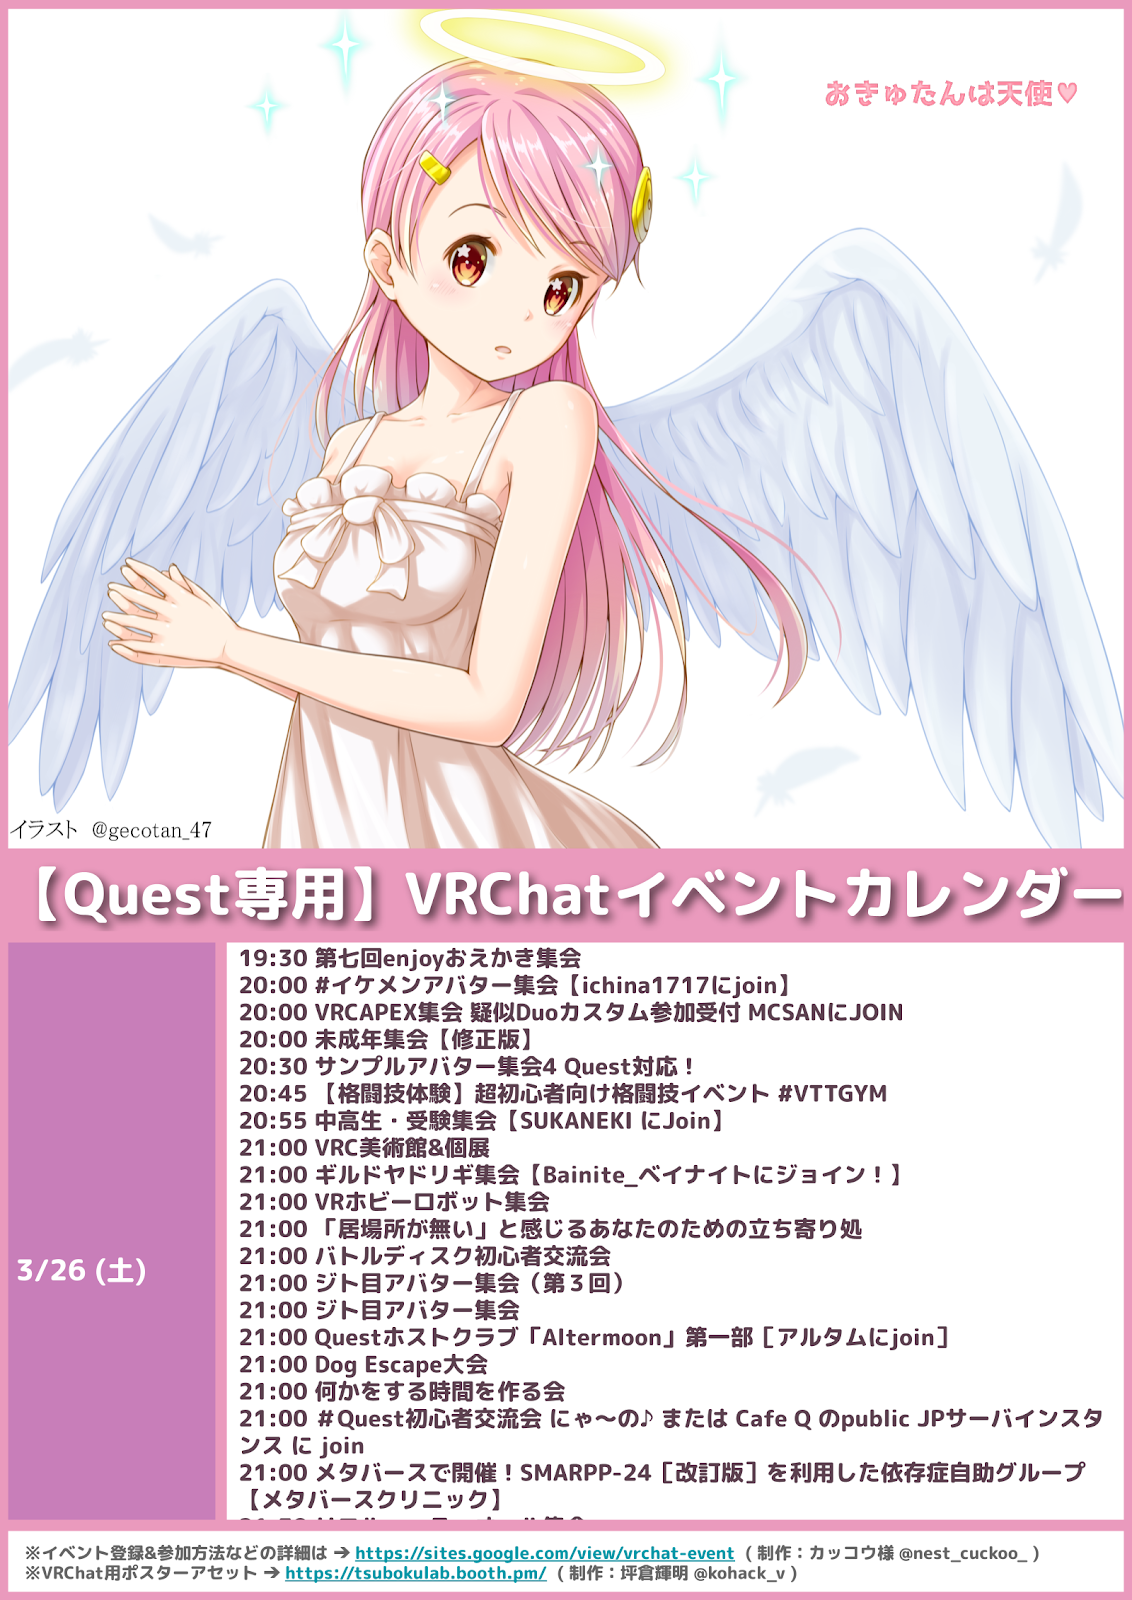 おきゅたんは天使♥
イラスト @gecotan_47
【Quest専用】VRChatイベントカレンダー
3/26 (土)
19:30 第七回enjoyおえかき集会
20:00 #イケメンアバター集会【ichina1717にjoin】
20:00 VRCAPEX集会 疑似Duoカスタム参加受付 MCSANにJOIN
20:00 未成年集会【修正版】
20:30 サンプルアバター集会4 Quest対応！
20:45 【格闘技体験】超初心者向け格闘技イベント #VTTGYM
20:55 中高生・受験集会【SUKANEKI にJoin】
21:00 VRC美術館&個展
21:00 ギルドヤドリギ集会【Bainite_ベイナイトにジョイン！】
21:00 VRホビーロボット集会
21:00 「居場所が無い」と感じるあなたのための立ち寄り処
21:00 バトルディスク初心者交流会
21:00 ジト目アバター集会（第３回）
21:00 ジト目アバター集会
21:00 Questホストクラブ「Altermoon」第一部［アルタムにjoin］
21:00 Dog Escape大会
21:00 何かをする時間を作る会
21:00 ＃Quest初心者交流会 にゃ〜の♪ または Cafe Q のpublic JPサーバインスタ
ンス に join
21:00 メタバースで開催！SMARPP-24［改訂版］を利用した依存症自助グループ
【メタバースクリニック】
※イベント登録&参加方法などの詳細は → https://sites.google.com/view/vrchat-event ( 制作：カッコウ様 @nest_cuckoo_ )
※VRChat用ポスターアセット → https://tsubokulab.booth.pm/ ( 制作：坪倉輝明 @kohack_v )